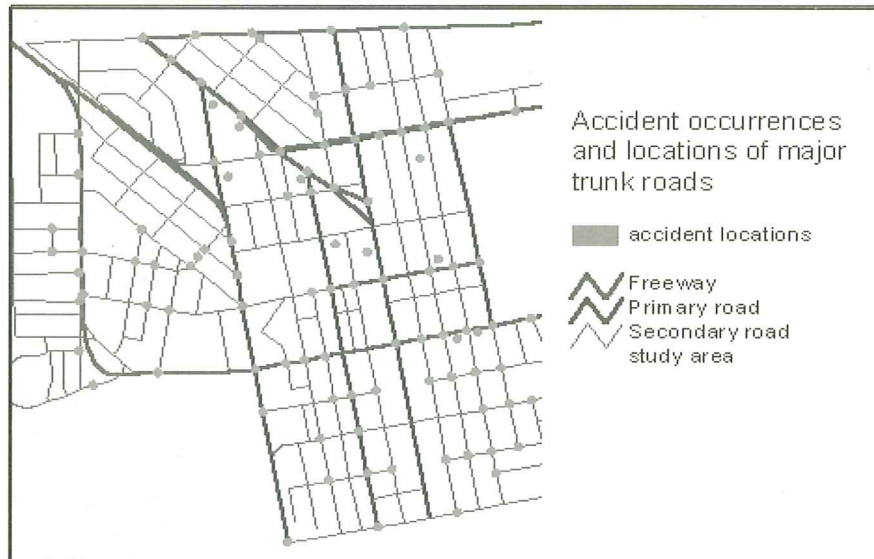 Accident occurrences
and locations of major
trunk roads
accident locations
Freeway
Primary road
Secondary road
study area